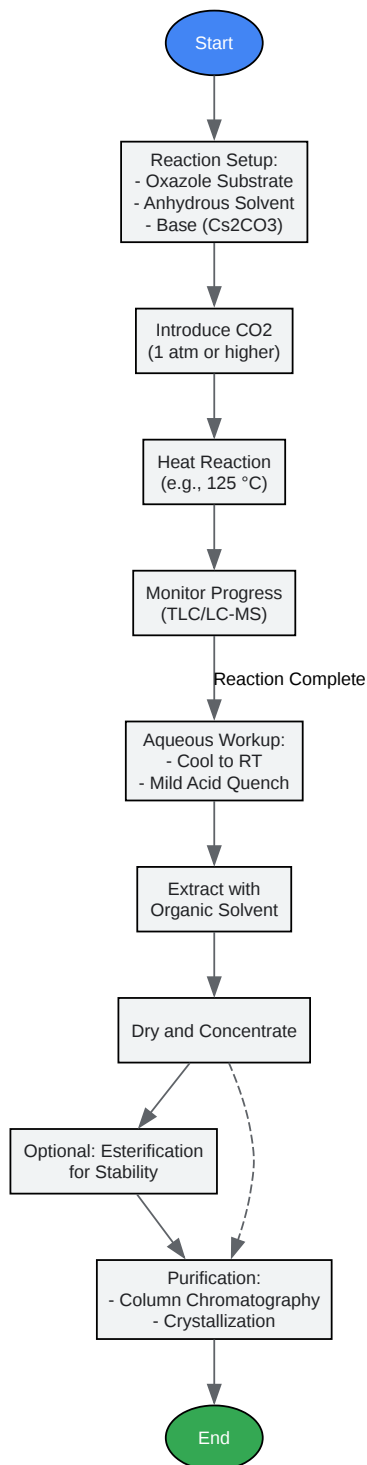 Start
Reaction Setup:
- Oxazole Substrate
- Anhydrous Solvent
- Base (Cs2CO3)
Introduce CO2
(1 atm or higher)
Heat Reaction
(e.g., 125 °C)
Monitor Progress
(TLC/LC-MS)
Reaction Complete
Aqueous Workup:
- Cool to RT
- Mild Acid Quench
Extract with
Organic Solvent
Dry and Concentrate
Optional: Esterification
for Stability
Purification:
- Column Chromatography
- Crystallization
End